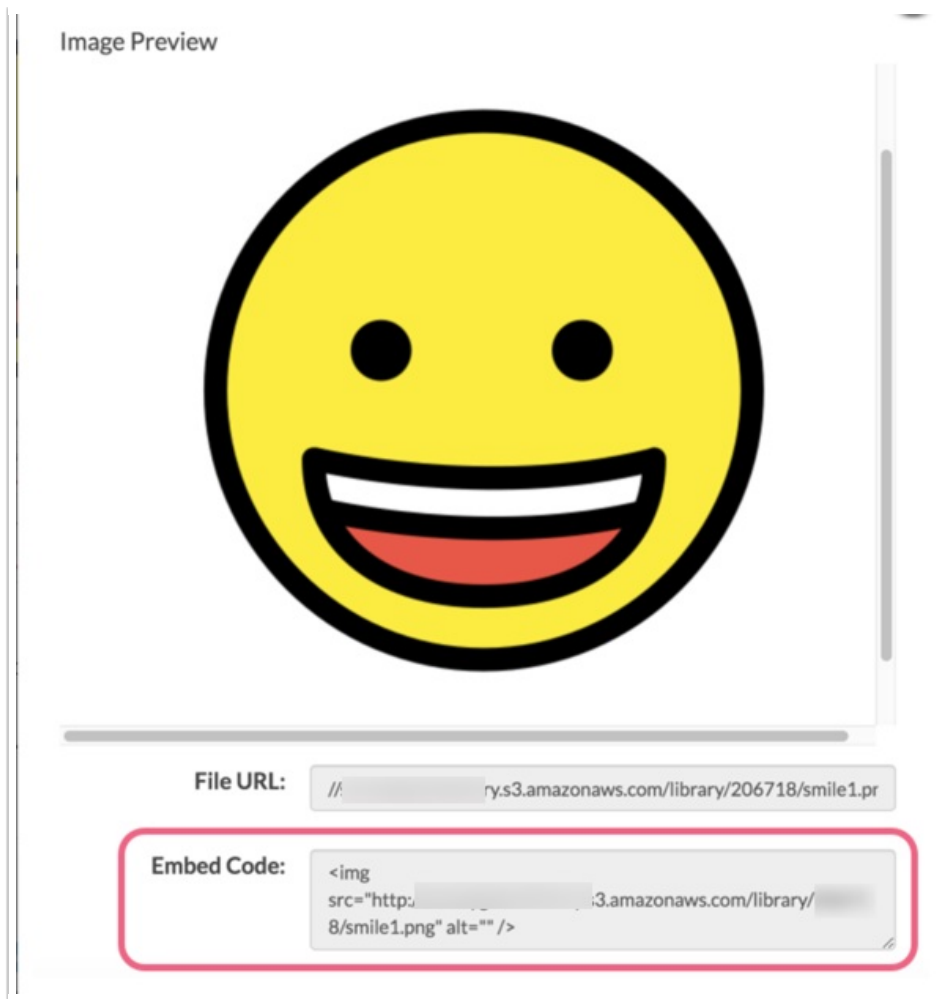 Image Preview
File URL:
// ry.s3.amazonaws.com/library/206718/smile1.pr
Embed Code:
<img
src="http: s3.amazonaws.com/library/
8/smile1.png" alt="" />